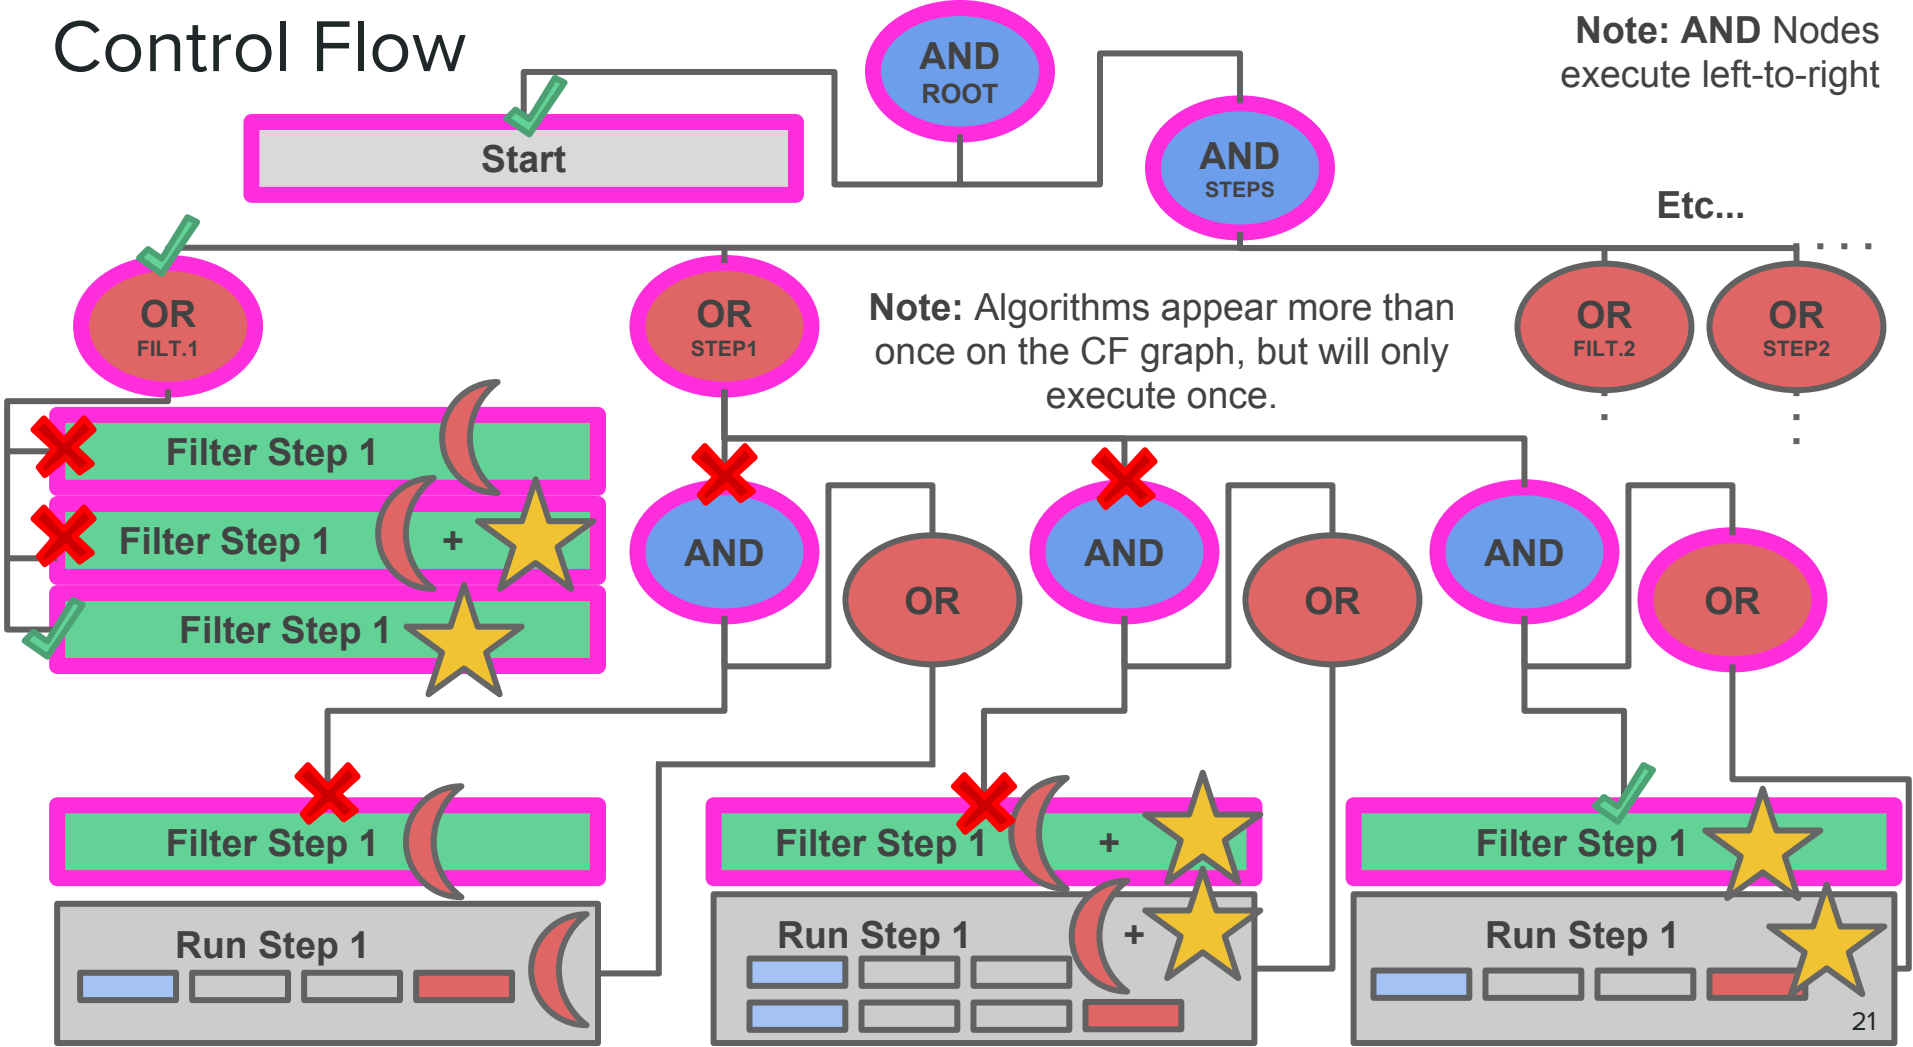 Control Flow
AND
ROOT
Note: AND Nodes
execute left-to-right
Start
AND
STEPS
Etc...
OR
FILT.1
OR
STEP1
Note: Algorithms appear more than
once on the CF graph, but will only
execute once.
OR
FILT.2
OR
STEP2
Filter Step 1
Filter Step 1 +
Filter Step 1
AND
OR
AND
OR
AND
OR
Filter Step 1
Filter Step 1 +
Filter Step 1
Run Step 1
Run Step 1 +
Run Step 1
21